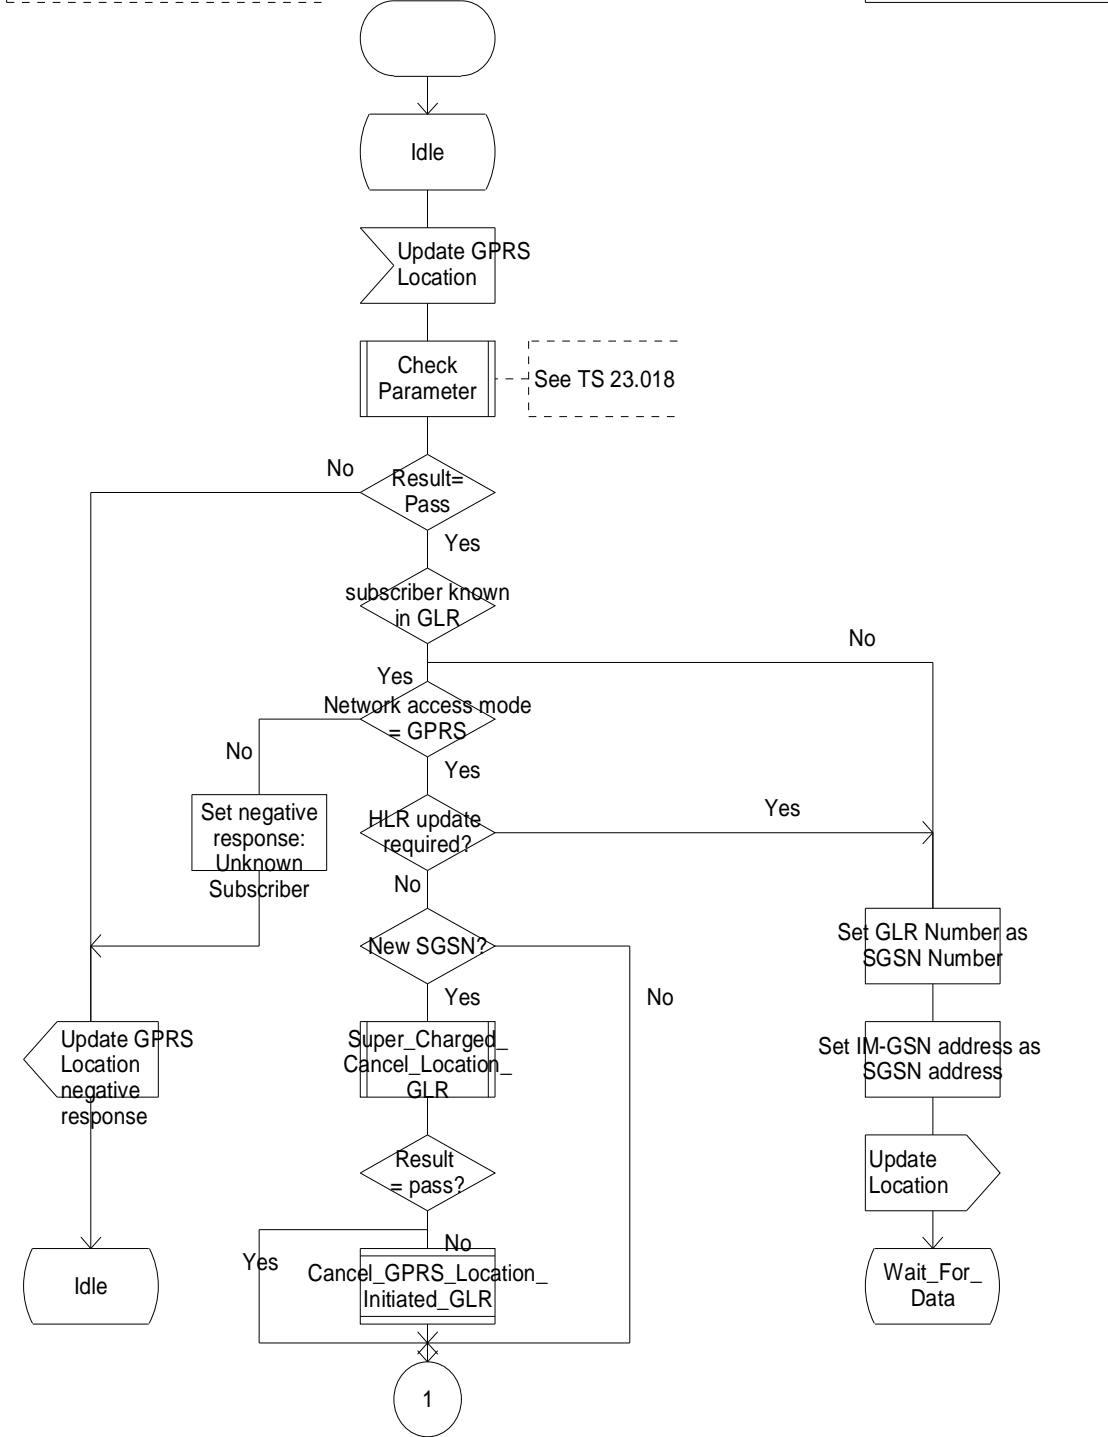 Idle
Update GPRS
Location
Check
Parameter
See TS 23.018
No
Result=
Pass
Yes
subscriber known
in GLR
No
Yes
Network access mode
= GPRS
No
Yes
Set negative
response:
Unknown
Subscriber
HLR update
required?
Yes
No
New SGSN?
Set GLR Number as
SGSN Number
Yes
No
Update GPRS
Location
negative
response
Super_Charged_
Cancel_Location_
GLR
Set IM-GSN address as
SGSN address
Result
= pass?
Update
Location
No
Yes
Idle
Cancel_GPRS_Location_
Initiated_GLR
Wait_For_
Data
1